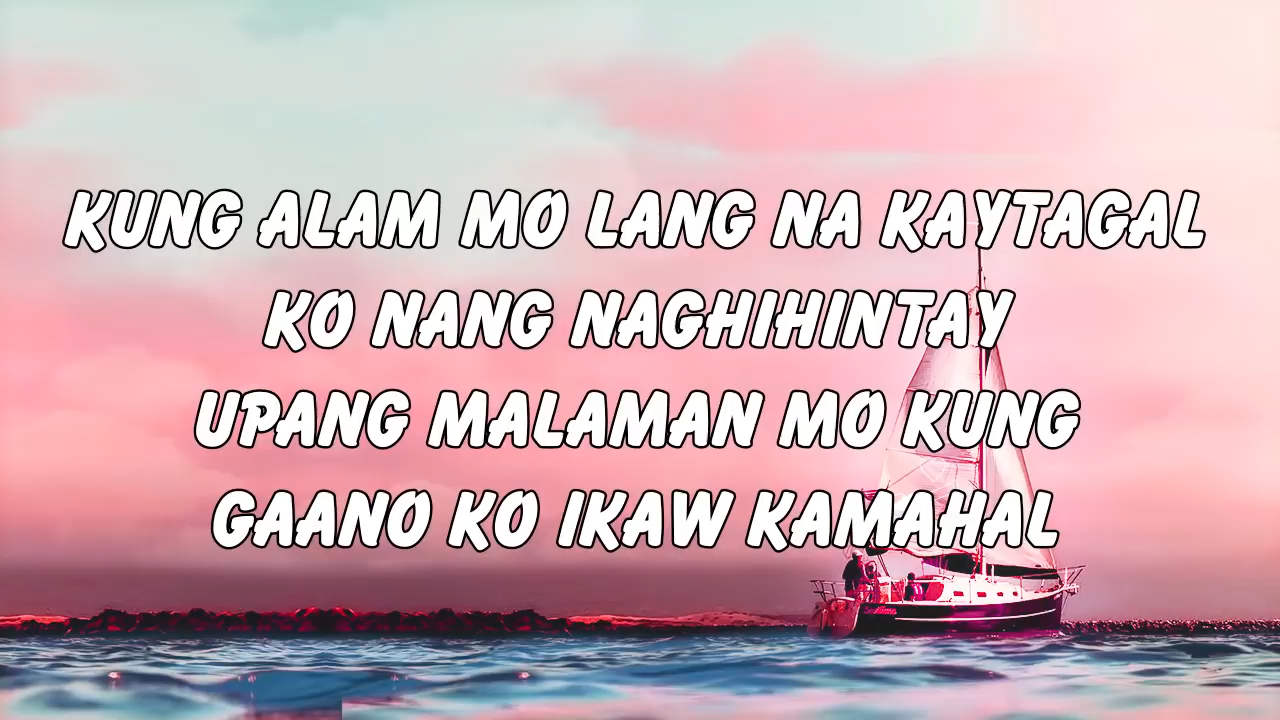 KUNG ALAM MO LANG NA KAYTAGAL
KO NANG NAGHIHINTAY
UPANG MALAMAN MO KUNG
GAANO KO IKAW KAMAHAL